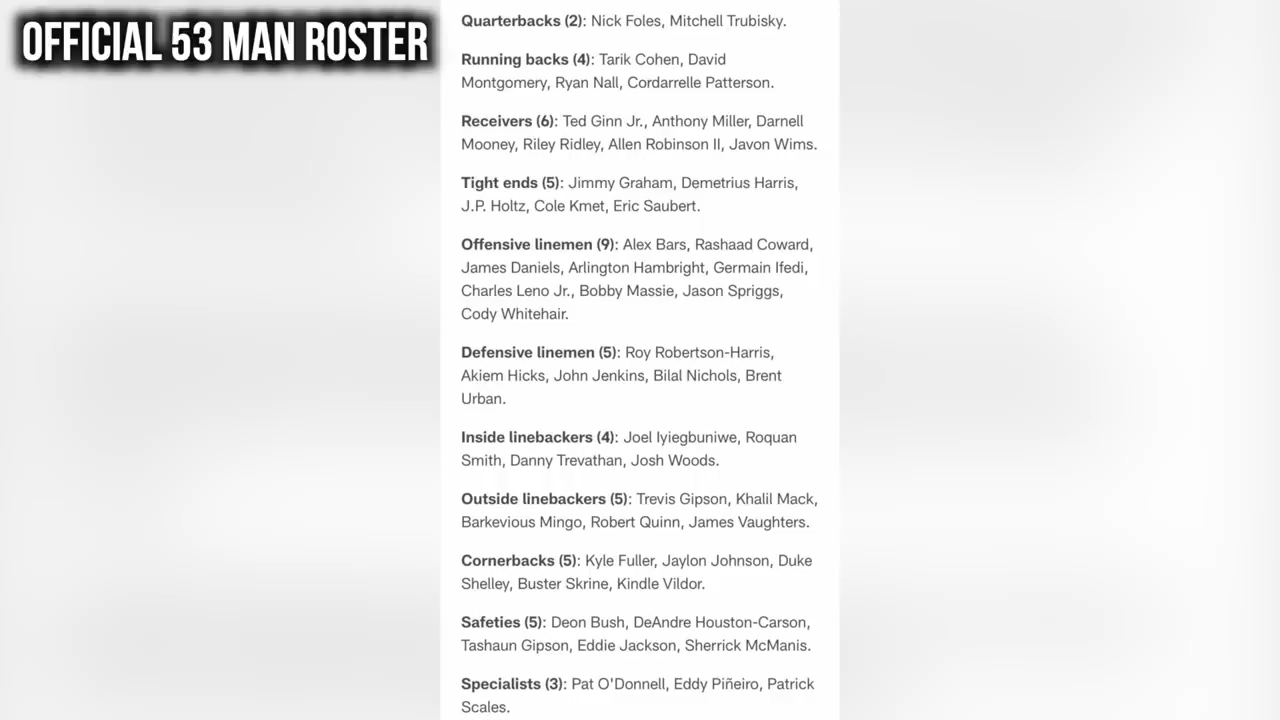 OFFICIAL 53 MAN ROSTER
Quarterbacks (2): Nick Foles, Mitchell Trubisky.
Running backs (4): Tarik Cohen, David
Montgomery, Ryan Nall, Cordarrelle Patterson.
Receivers (6): Ted Ginn Jr., Anthony Miller, Darnell
Mooney, Riley Ridley, Allen Robinson II, Javon Wims.
Tight ends (5): Jimmy Graham, Demetrius Harris,
J.P. Holtz, Cole Kmet, Eric Saubert.
Offensive linemen (9): Alex Bars, Rashaad Coward,
James Daniels, Arlington Hambright, Germain Ifedi,
Charles Leno Jr., Bobby Massie, Jason Spriggs,
Cody Whitehair.
Defensive linemen (5): Roy Robertson-Harris,
Akiem Hicks, John Jenkins, Bilal Nichols, Brent
Urban.
Inside linebackers (4): Joel Iyiegbuniwe, Roquan
Smith, Danny Trevathan, Josh Woods.
Outside linebackers (5): Trevis Gipson, Khalil Mack,
Barkevious Mingo, Robert Quinn, James Vaughters.
Cornerbacks (5): Kyle Fuller, Jaylon Johnson, Duke
Shelley, Buster Skrine, Kindle Vildor.
Safeties (5): Deon Bush, DeAndre Houston-Carson,
Tashaun Gipson, Eddie Jackson, Sherrick McManis.
Specialists (3): Pat O'Donnell, Eddy Piñeiro, Patrick
Scales.